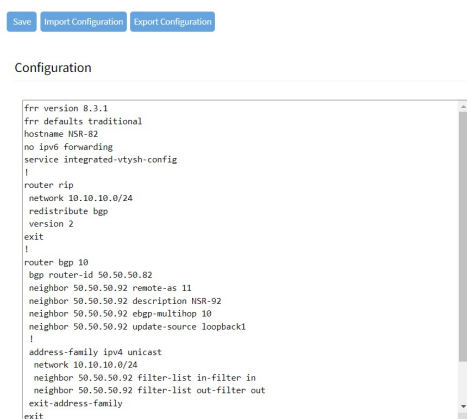 Save Import Configuration Export Configuration
Configuration
frr version 8.3.1
frr defaults traditional
hostname NSR-82
no ipv6 forwarding
service integrated-vtysh-config
!
router rip
network 10.10.10.0/24
redistribute bgp
version 2
exit
!
router bgp 10
bgp router-id 50.50.50.82
neighbor 50.50.50.92 remote-as 11
neighbor 50.50.50.92 description NSR-92
neighbor 50.50.50.92 ebgp-multihop 10
neighbor 50.50.50.92 update-source loopback1
!
address-family ipv4 unicast
network 10.10.10.0/24
neighbor 50.50.50.92 filter-list in-filter in
neighbor 50.50.50.92 filter-list out-filter out
exit-address-family
exit